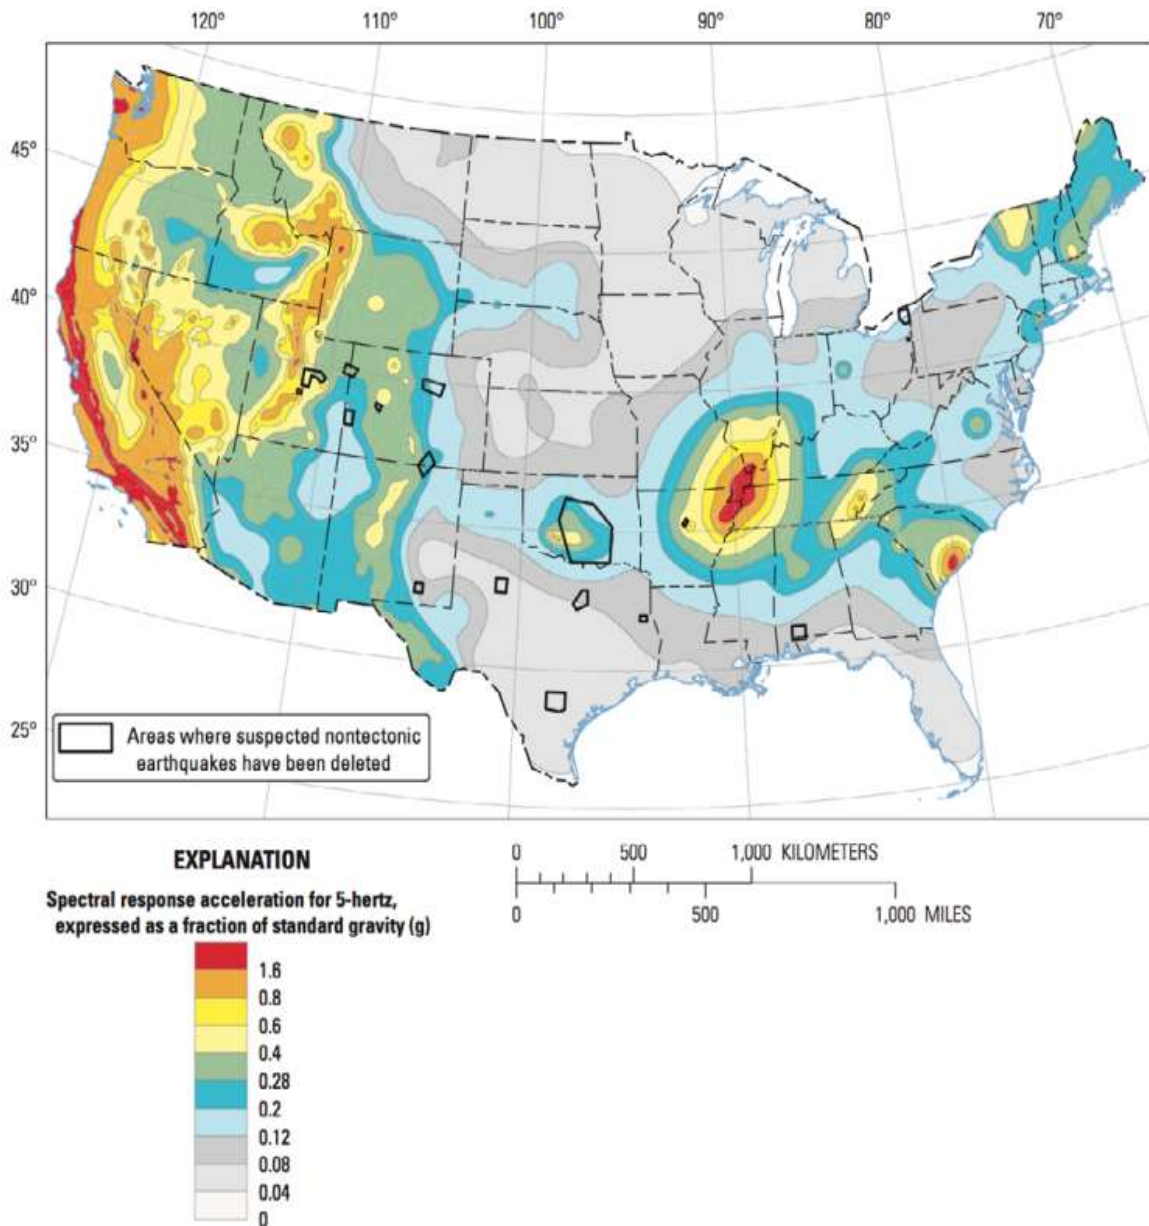 120° 110° 100° 90° 80° 70°
45°
40°
35°
30°
25°
Areas where suspected nontectonic
earthquakes have been deleted
EXPLANATION
Spectral response acceleration for 5-hertz,
expressed as a fraction of standard gravity (g)
1.6
0.8
0.6
0.4
0.28
0.2
0.12
0.08
0.04
0
0 500 1,000 KILOMETERS
0 500 1,000 MILES